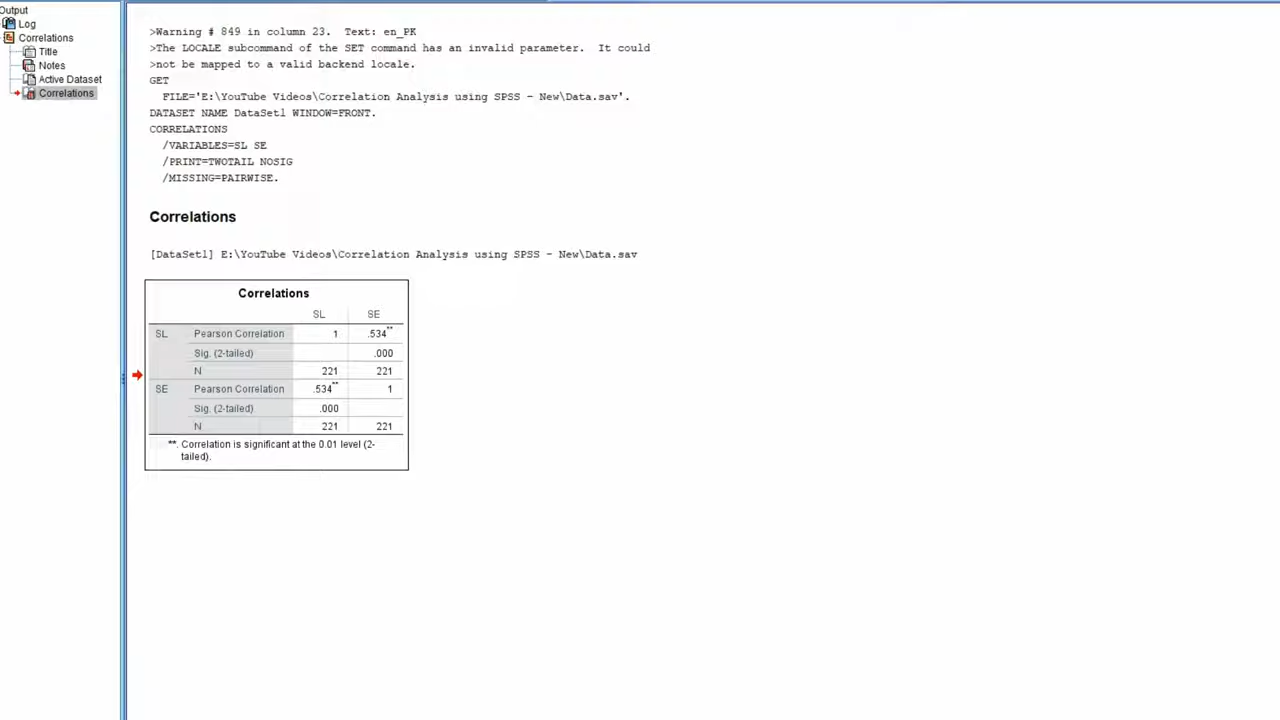 Output
Log
Correlations
Title
Notes
Active Dataset
Correlations
>Warning # 849 in column 23.  Text: en_PK
>The LOCALE subcommand of the SET command has an invalid parameter.  It could
>not be mapped to a valid backend locale.
GET
FILE='E:\YouTube Videos\Correlation Analysis using SPSS - New\Data.sav'.
DATASET NAME DataSet1 WINDOW=FRONT.
CORRELATIONS
/VARIABLES=SL SE
/PRINT=TWOTAIL NOSIG
/MISSING=PAIRWISE.
Correlations
[DataSet1] E:\YouTube Videos\Correlation Analysis using SPSS - New\Data.sav
Correlations
SL SE
SL Pearson Correlation 1 .534**
Sig. (2-tailed) .000
N 221 221
SE Pearson Correlation .534** 1
Sig. (2-tailed) .000
N 221 221
**. Correlation is significant at the 0.01 level (2-
tailed).